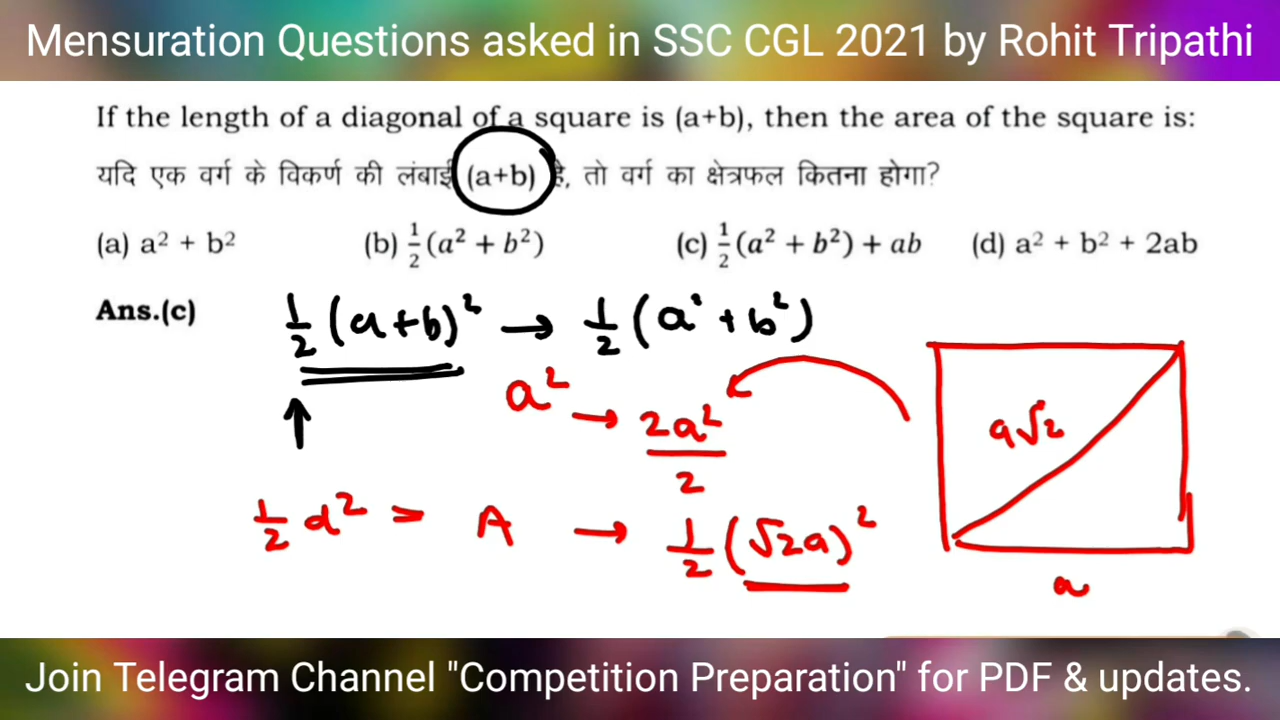 Mensuration Questions asked in SSC CGL 2021 by Rohit Tripathi
If the length of a diagonal of a square is (a+b), then the area of the square is:
यदि एक वर्ग के विकर्ण की लंबाई (a+b) है, तो वर्ग का क्षेत्रफल कितना होगा?
(a) a² + b² (b) ½(a² + b²) (c) ½(a² + b²) + ab (d) a² + b² + 2ab
Ans.(c)
½(a+b)² → ½(a² + b²)
a² → 2a²/2
a√2
½d² = A → ½(√2a)²
a
Join Telegram Channel "Competition Preparation" for PDF & updates.